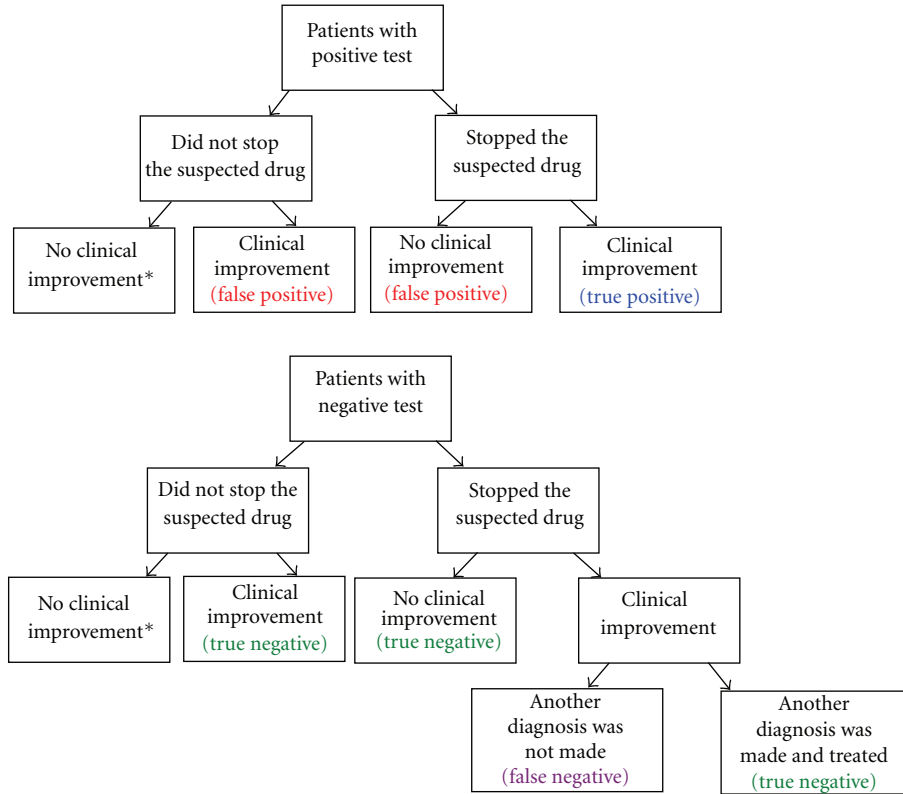 Patients with
positive test
Did not stop
the suspected drug
Stopped the
suspected drug
No clinical
improvement*
Clinical
improvement
(false positive)
No clinical
improvement
(false positive)
Clinical
improvement
(true positive)
Patients with
negative test
Did not stop the
suspected drug
Stopped the
suspected drug
No clinical
improvement*
Clinical
improvement
(true negative)
No clinical
improvement
(true negative)
Clinical
improvement
Another
diagnosis was
not made
(false negative)
Another
diagnosis was
made and treated
(true negative)